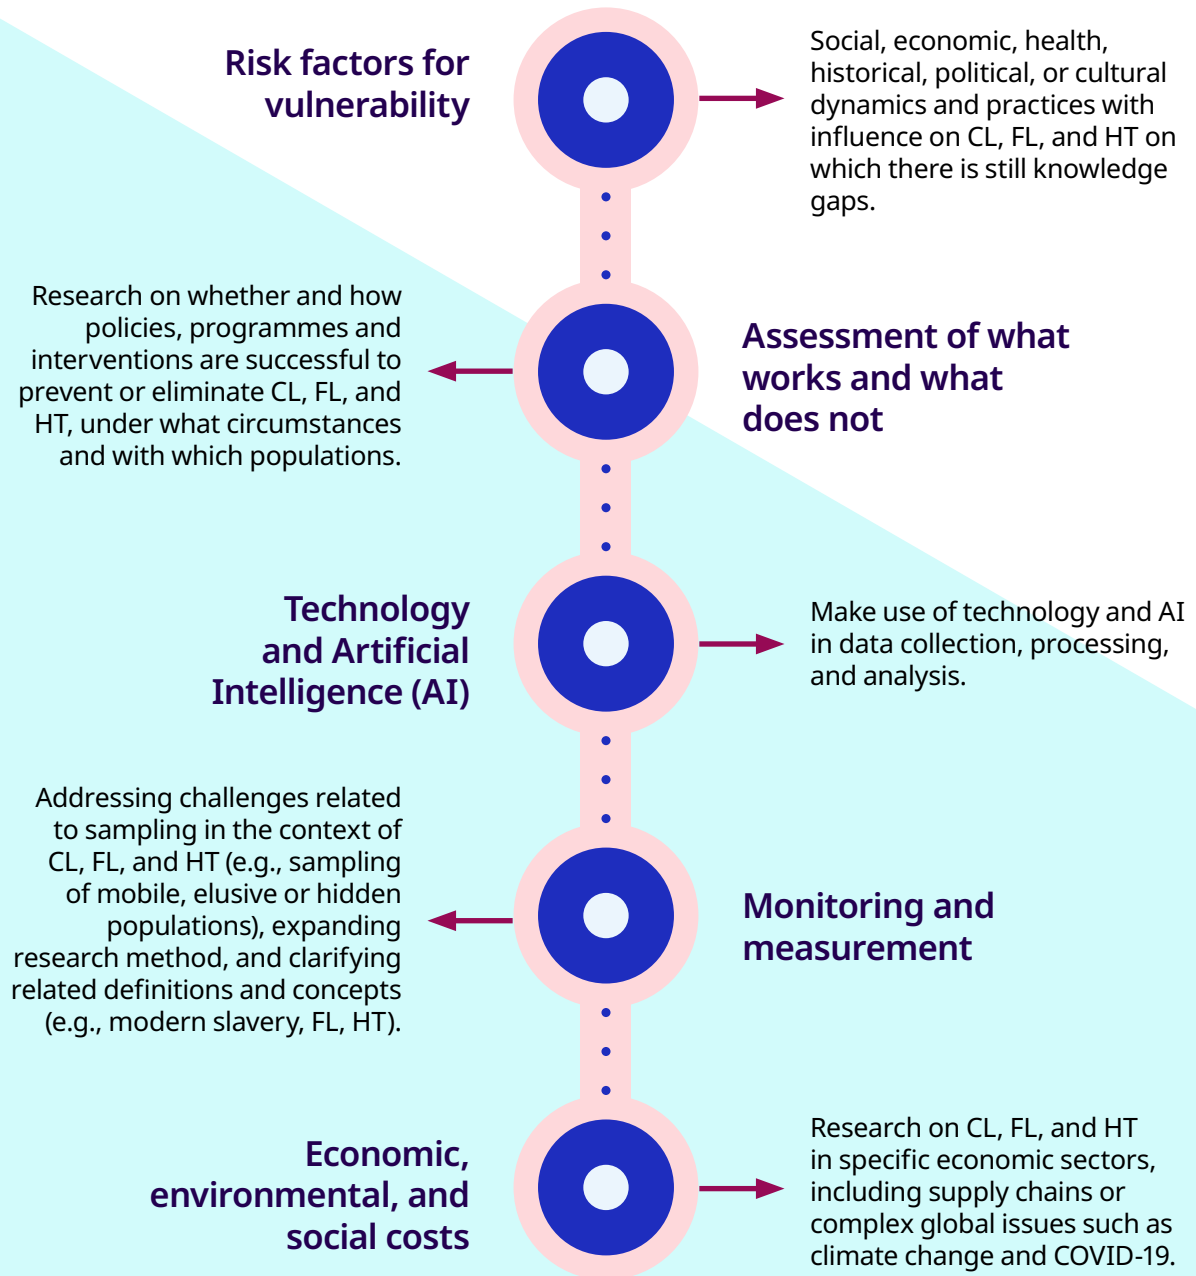 Risk factors for
vulnerability
Social, economic, health,
historical, political, or cultural
dynamics and practices with
influence on CL, FL, and HT on
which there is still knowledge
gaps.
Assessment of what
works and what
does not
Research on whether and how
policies, programmes and
interventions are successful to
prevent or eliminate CL, FL, and
HT, under what circumstances
and with which populations.
Technology
and Artificial
Intelligence (AI)
Make use of technology and AI
in data collection, processing,
and analysis.
Monitoring and
measurement
Addressing challenges related
to sampling in the context of
CL, FL, and HT (e.g., sampling
of mobile, elusive or hidden
populations), expanding
research method, and clarifying
related definitions and concepts
(e.g., modern slavery, FL, HT).
Economic,
environmental, and
social costs
Research on CL, FL, and HT
in specific economic sectors,
including supply chains or
complex global issues such as
climate change and COVID-19.